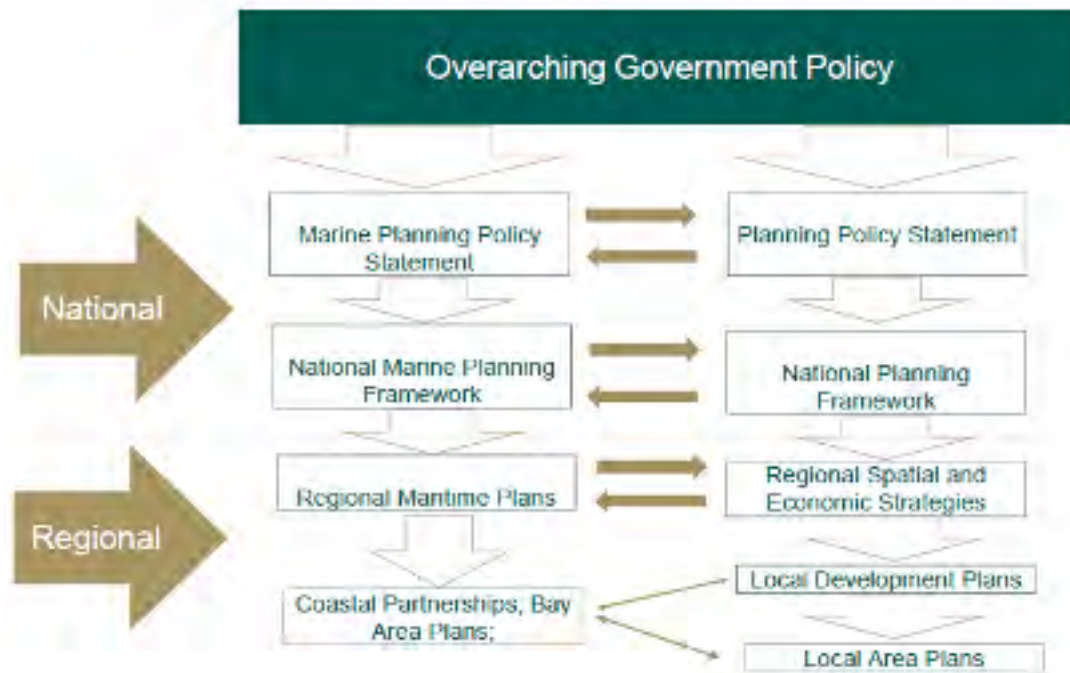 Overarching Government Policy
Marine Planning Policy
Statement
Planning Policy Statement
National
National Marine Planning
Framework
National Planning
Framework
Regional Maritime Plans
Regional Spatial and
Economic Strategies
Regional
Coastal Partnerships, Bay
Area Plans;
Local Development Plans
Local Area Plans